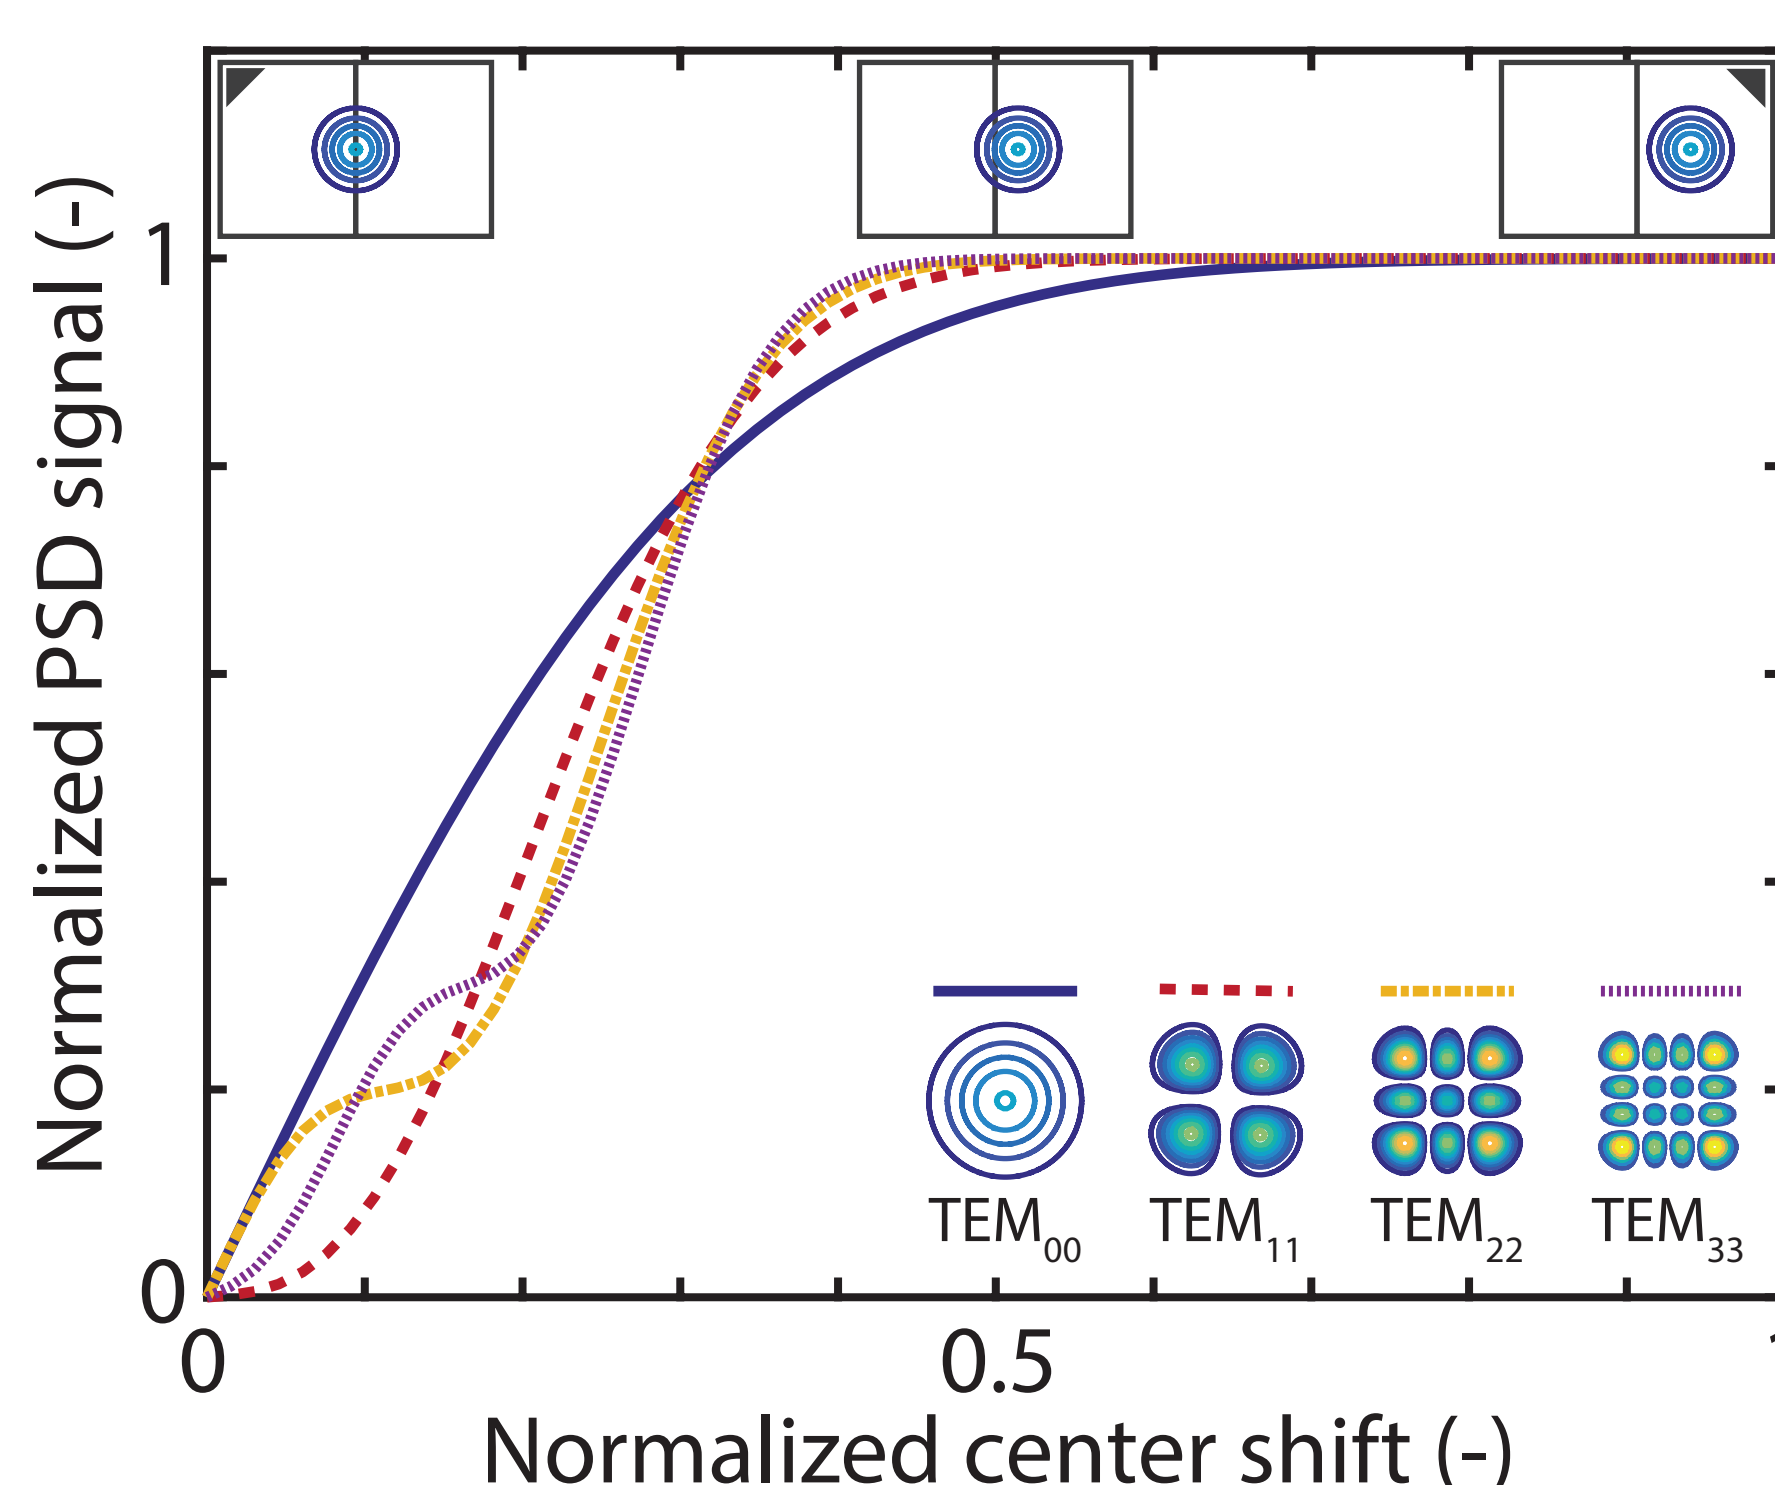 Normalized PSD signal (-)
1
0
TEM00 TEM11 TEM22 TEM33
0 0.5
Normalized center shift (-)